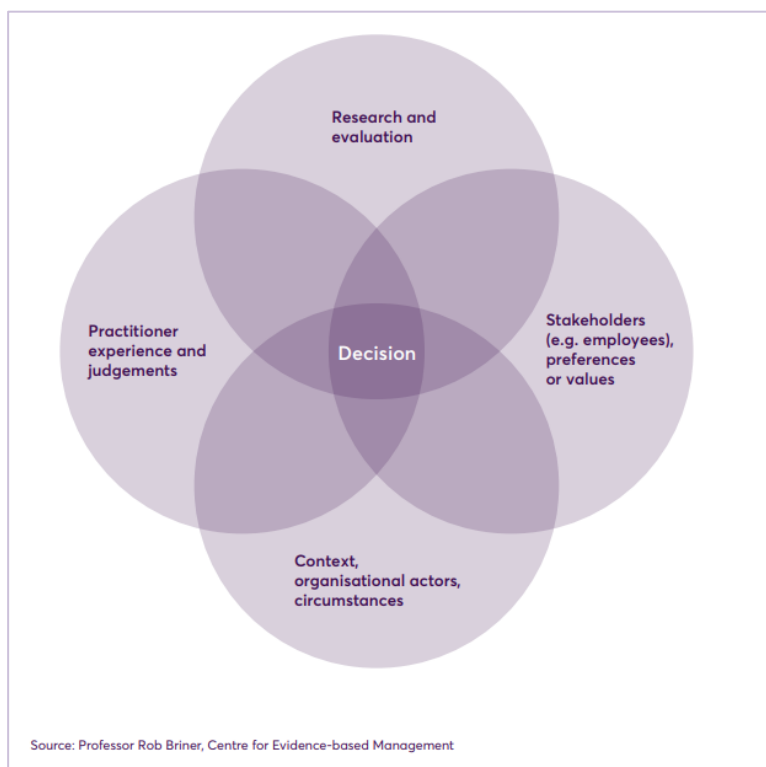 Research and
evaluation
Practitioner
experience and
judgements
Decision
Stakeholders
(e.g. employees),
preferences
or values
Context,
organisational actors,
circumstances
Source: Professor Rob Briner, Centre for Evidence-based Management